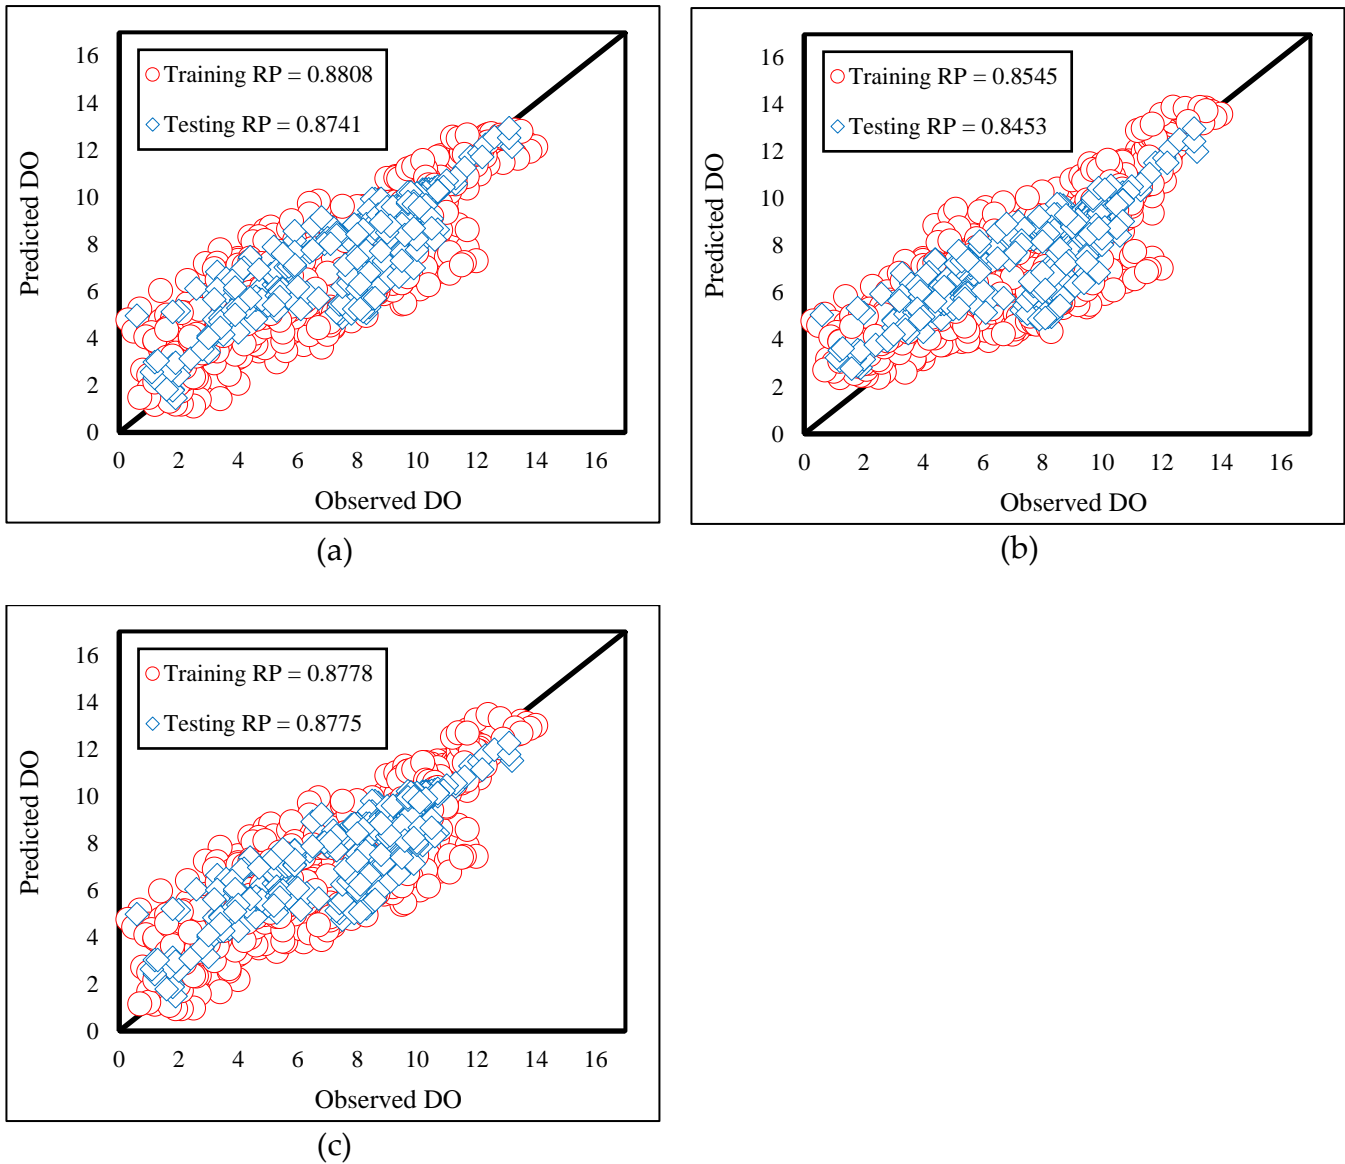 Training RP = 0.8808
Testing RP = 0.8741
Predicted DO
16
14
12
10
8
6
4
2
0
0 2 4 6 8 10 12 14 16
Observed DO
(a)
Training RP = 0.8545
Testing RP = 0.8453
Predicted DO
16
14
12
10
8
6
4
2
0
0 2 4 6 8 10 12 14 16
Observed DO
(b)
Training RP = 0.8778
Testing RP = 0.8775
Predicted DO
16
14
12
10
8
6
4
2
0
0 2 4 6 8 10 12 14 16
Observed DO
(c)